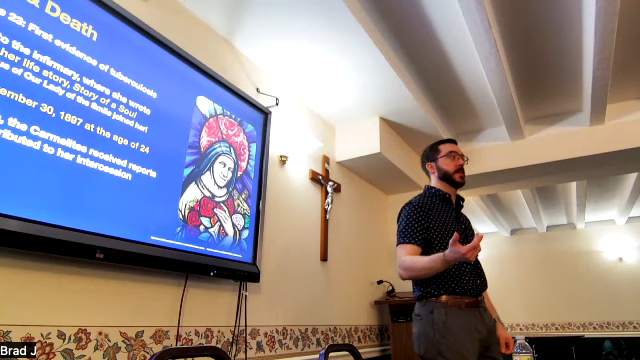 & Death
23: First evidence of tuberculosis
to the infirmary, where she wrote
her life story, Story of a Soul
of Our Lady of the Smile joined her!
ember 30, 1897 at the age of 24
, the Carmelites received reports
ributed to her intercession
Brad J